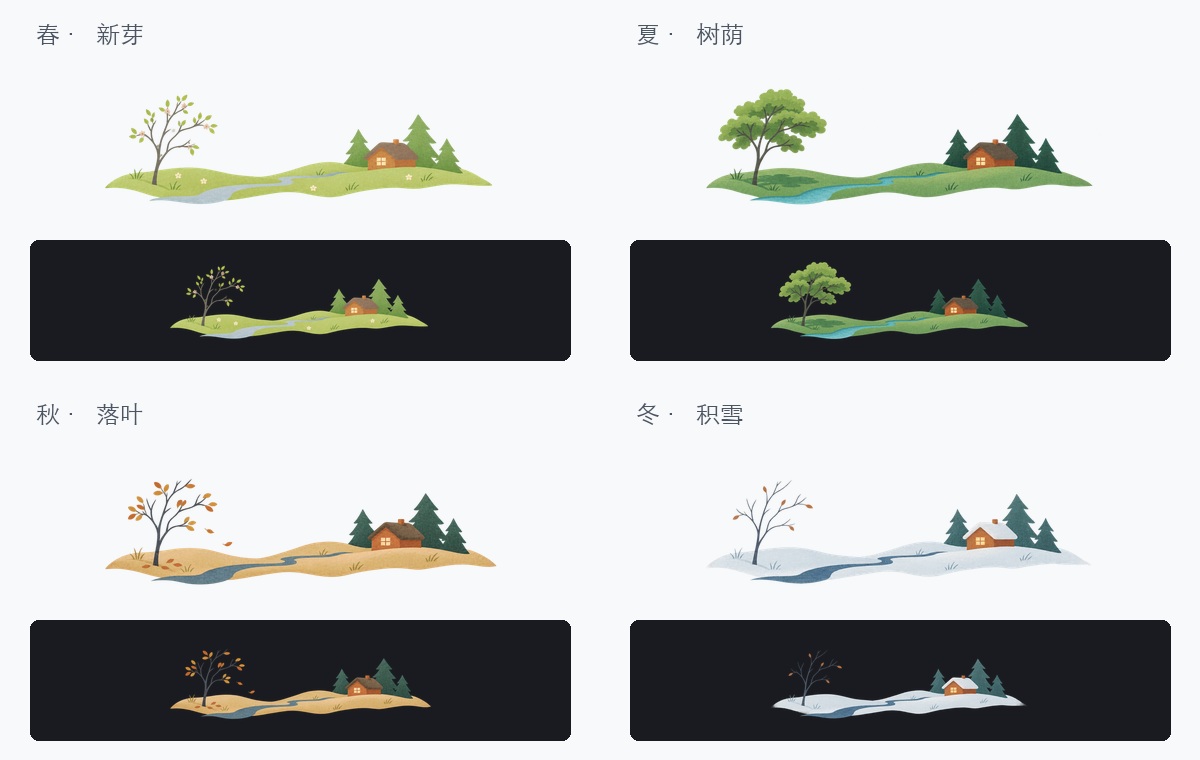 春 · 新芽
夏 · 树荫
秋 · 落叶
冬 · 积雪